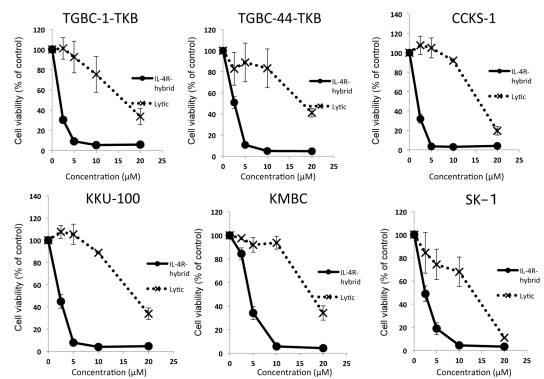 TGBC-1-TKB
TGBC-44-TKB
CCKS-1
Cell viability (% of control)
120
100
80
60
40
20
0
0 5 10 15 20 25
Concentration (μM)
IL-4R-
hybrid
Lytic
Cell viability (% of control)
120
100
80
60
40
20
0
0 5 10 15 20 25
Concentration (μM)
IL-4R-
hybrid
Lytic
Cell viability (% of control)
120
100
80
60
40
20
0
0 5 10 15 20 25
Concentration (μM)
IL-4R-
hybrid
Lytic
KKU-100
KMBC
SK-1
Cell viability (% of control)
140
120
100
80
60
40
20
0
0 5 10 15 20 25
Concentration (μM)
IL-4R-
hybrid
Lytic
Cell viability (% of control)
120
100
80
60
40
20
0
0 5 10 15 20 25
Concentration (μM)
IL-4R-
hybrid
Lytic
Cell viability (% of control)
120
100
80
60
40
20
0
0 5 10 15 20 25
Concentration (μM)
IL-4R-
hybrid
Lytic